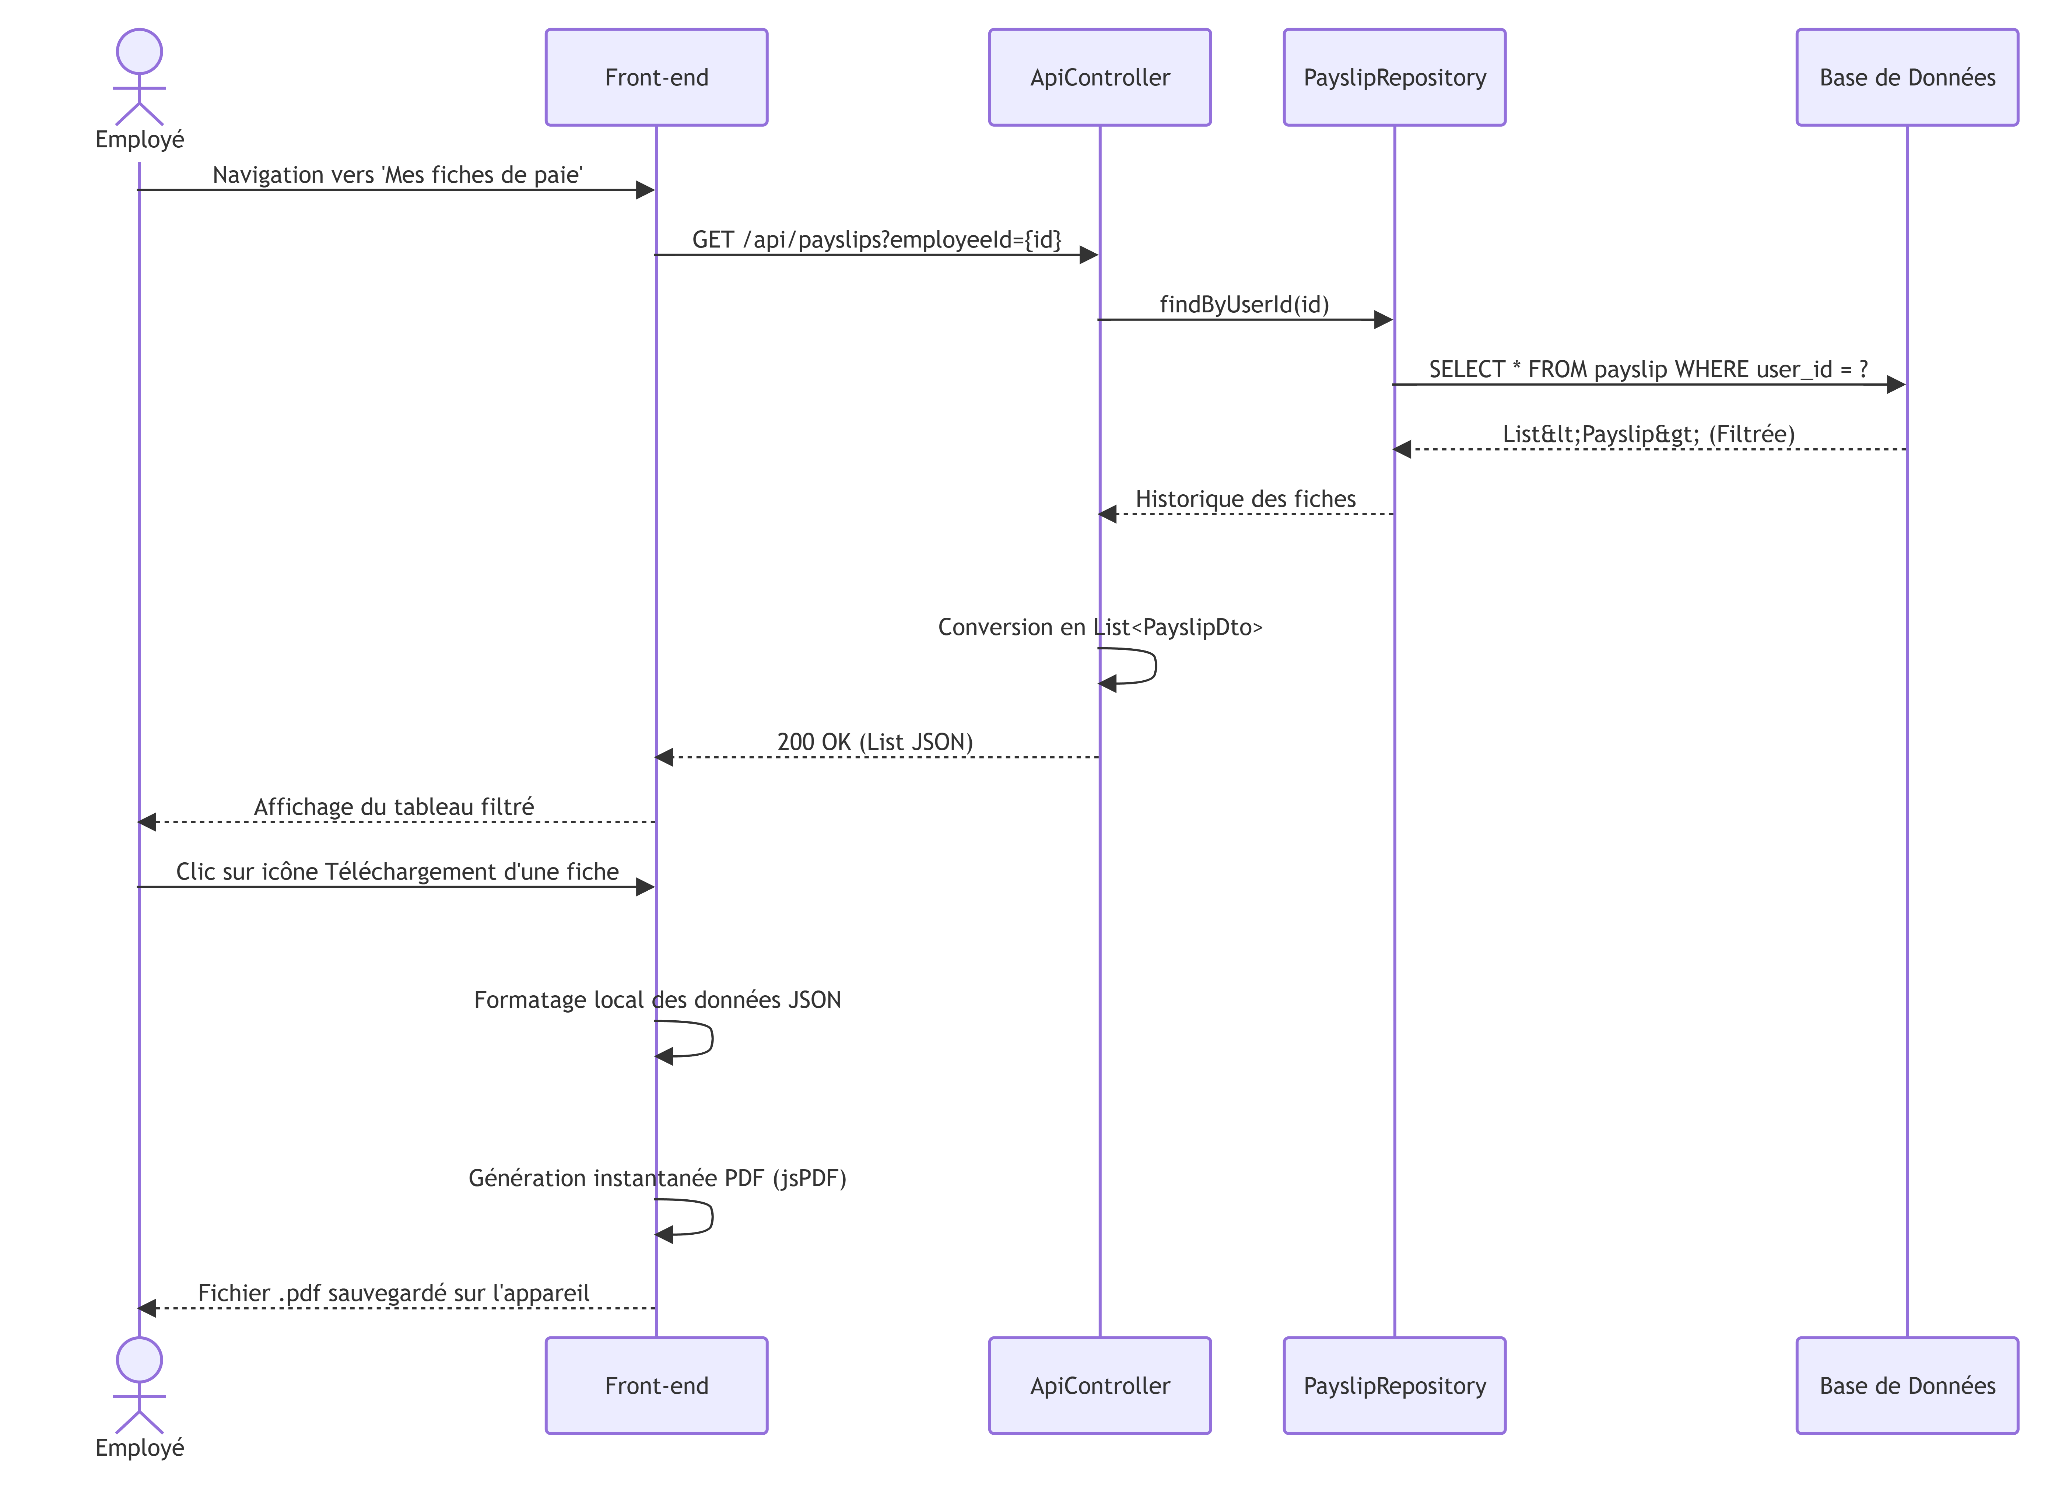 Front-end
ApiController
PayslipRepository
Base de Données
Employé
Navigation vers 'Mes fiches de paie'
GET /api/payslips?employeeId={id}
findByUserId(id)
SELECT * FROM payslip WHERE user_id = ?
List&lt;Payslip&gt; (Filtrée)
Historique des fiches
Conversion en List<PayslipDto>
200 OK (List JSON)
Affichage du tableau filtré
Clic sur icône Téléchargement d'une fiche
Formatage local des données JSON
Génération instantanée PDF (jsPDF)
Fichier .pdf sauvegardé sur l'appareil
Front-end
ApiController
PayslipRepository
Base de Données
Employé